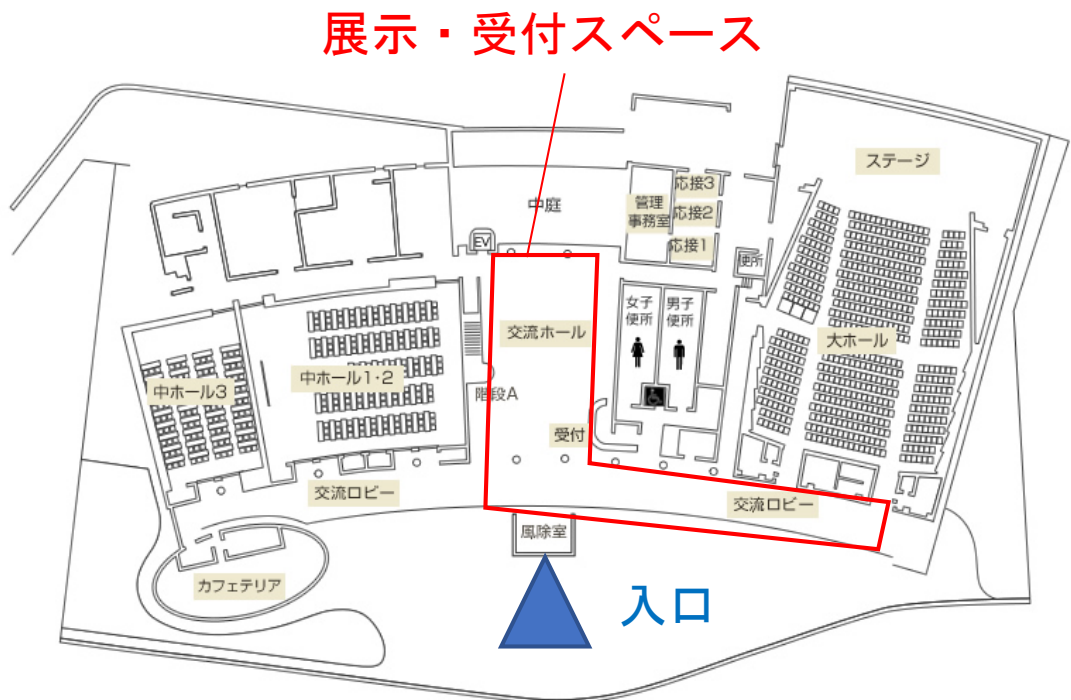 展示・受付スペース
ステージ
応接3
中庭
管理
事務室
応接2
EV
応接1
便所
女子
便所
男子
便所
交流ホール
大ホール
中ホール3
中ホール1・2
階段A
受付
交流ロビー
交流ロビー
風除室
カフェテリア
入口